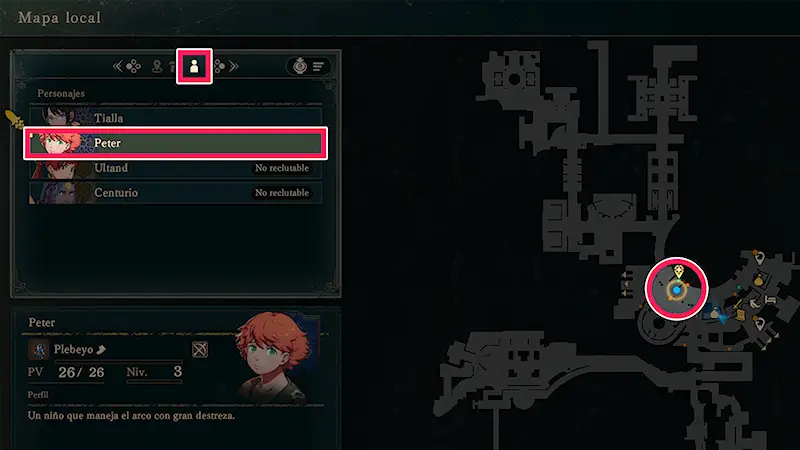 Mapa local
Personajes
Tialla
Peter
Ultand No reclutable
Centurio No reclutable
Peter
Plebeyo
PV 26/ 26 Niv. 3
Perfil
Un niño que maneja el arco con gran destreza.